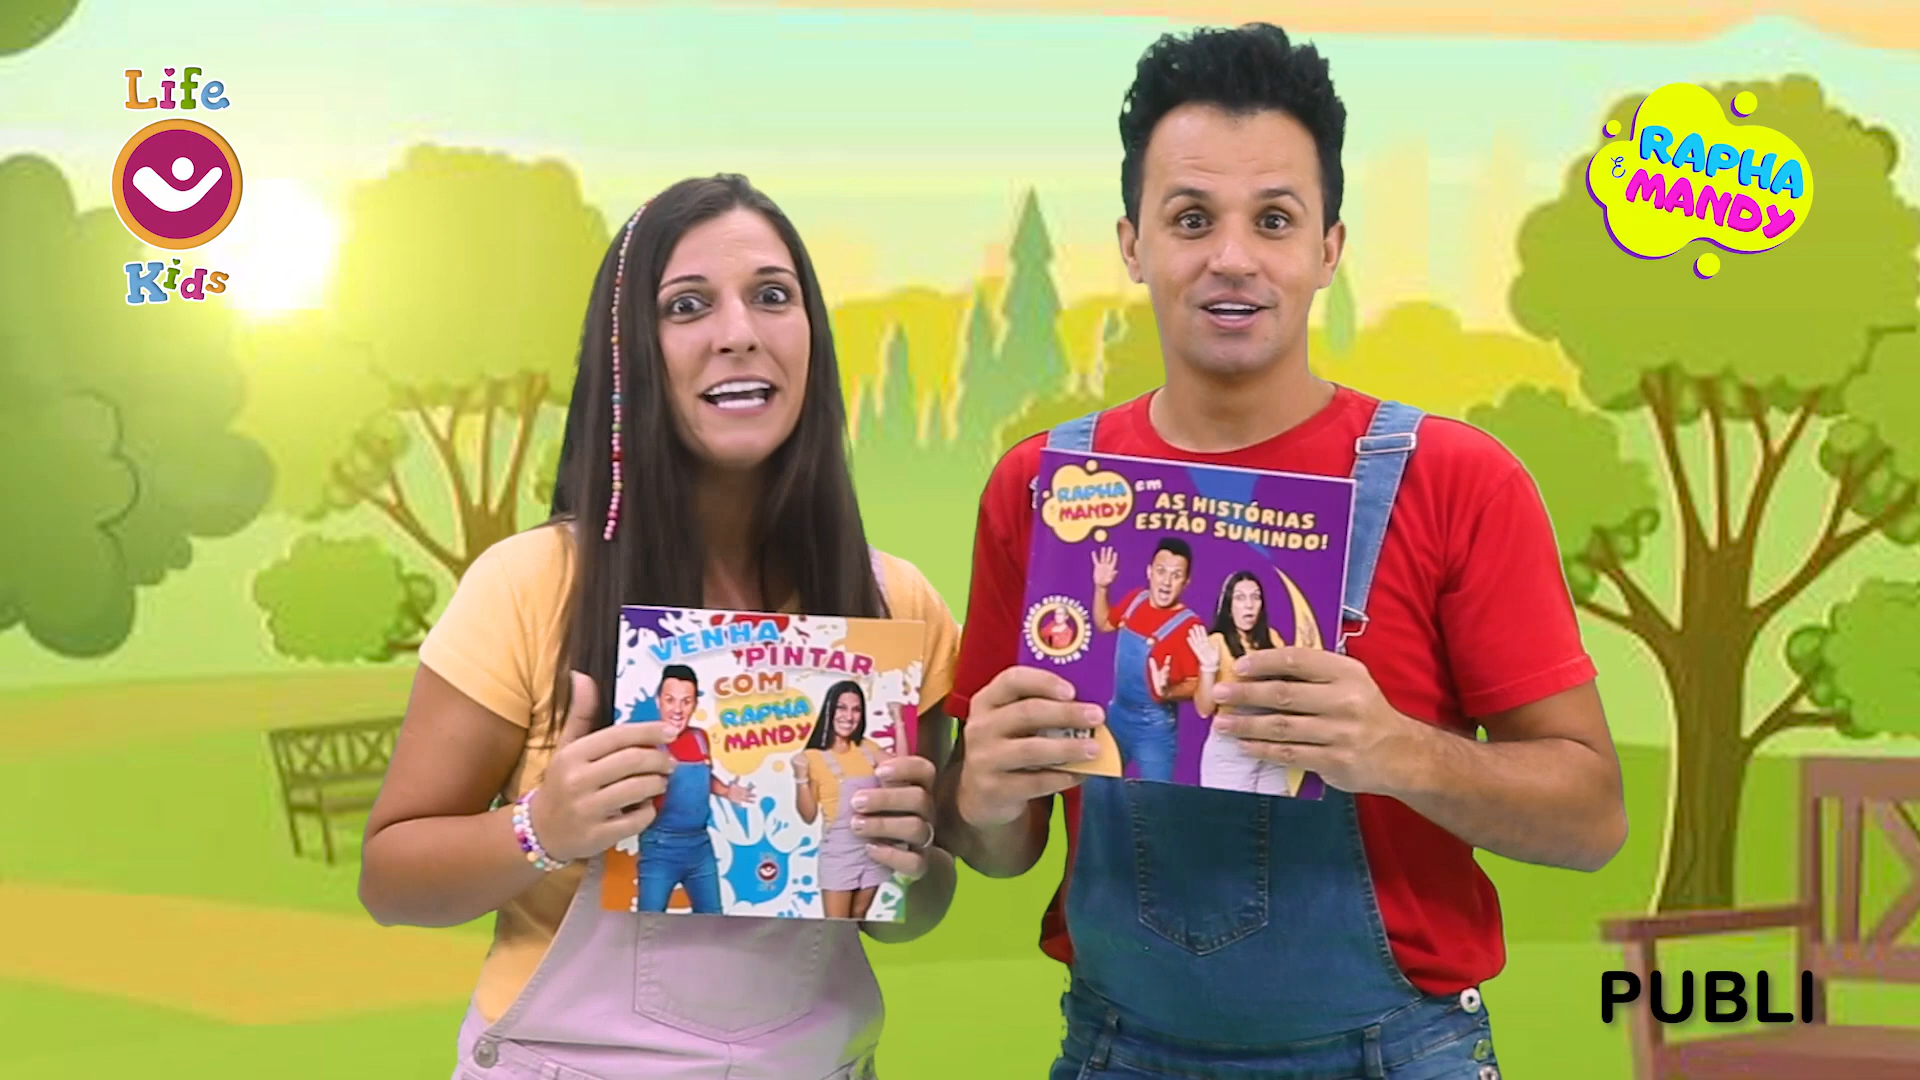 Life
Kids
RAPHA
E MANDY
RAPHA
E MANDY
em
AS HISTÓRIAS
ESTÃO SUMINDO!
VENHA
PINTAR
COM
RAPHA
E MANDY
PUBLI